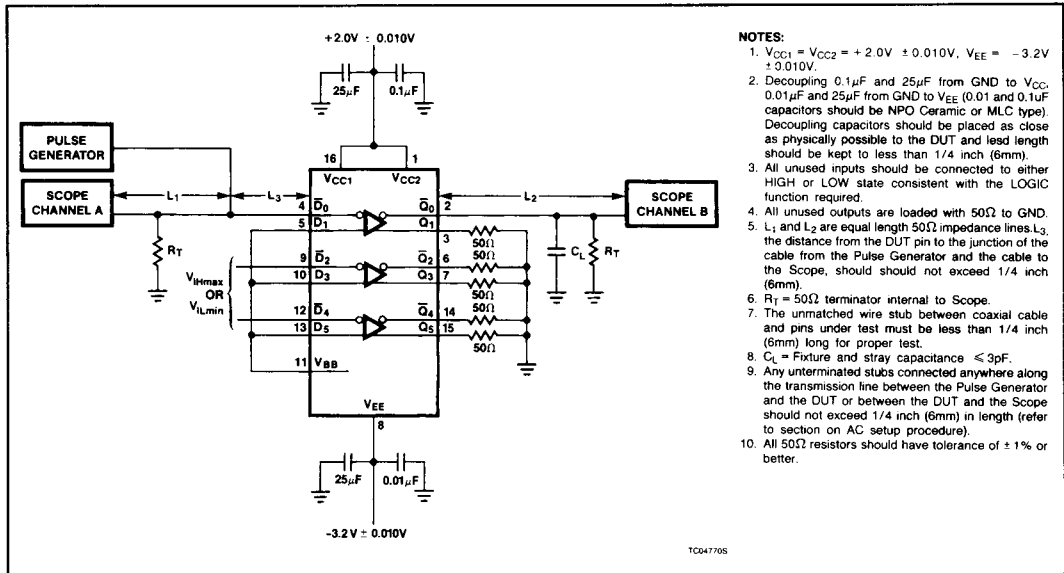 +2.0V ± 0.010V
25μF
0.1μF
PULSE
GENERATOR
16
1
VCC1
VCC2
SCOPE
CHANNEL A
L1
L3
L2
SCOPE
CHANNEL B
4
D̅0
Q̅0
2
5
D1
Q1
3
RT
50Ω
50Ω
CL
RT
VIHmax
OR
VILmin
9
D̅2
Q̅2
6
10
D3
Q3
7
50Ω
12
D̅4
Q̅4
14
50Ω
13
D5
Q5
15
50Ω
11
VBB
VEE
8
25μF
0.01μF
-3.2V ± 0.010V
TC04770S
NOTES:
1. VCC1 = VCC2 = +2.0V ±0.010V, VEE = -3.2V
±0.010V.
2. Decoupling 0.1μF and 25μF from GND to VCC,
0.01μF and 25μF from GND to VEE (0.01 and 0.1uF
capacitors should be NPO Ceramic or MLC type).
Decoupling capacitors should be placed as close
as physically possible to the DUT and lesd length
should be kept to less than 1/4 inch (6mm).
3. All unused inputs should be connected to either
HIGH or LOW state consistent with the LOGIC
function required.
4. All unused outputs are loaded with 50Ω to GND.
5. L1 and L2 are equal length 50Ω impedance lines. L3,
the distance from the DUT pin to the junction of the
cable from the Pulse Generator and the cable to
the Scope, should should not exceed 1/4 inch
(6mm).
6. RT = 50Ω terminator internal to Scope.
7. The unmatched wire stub between coaxial cable
and pins under test must be less than 1/4 inch
(6mm) long for proper test.
8. CL = Fixture and stray capacitance ≤ 3pF.
9. Any unterminated stubs connected anywhere along
the transmission line between the Pulse Generator
and the DUT or between the DUT and the Scope
should not exceed 1/4 inch (6mm) in length (refer
to section on AC setup procedure).
10. All 50Ω resistors should have tolerance of ± 1% or
better.